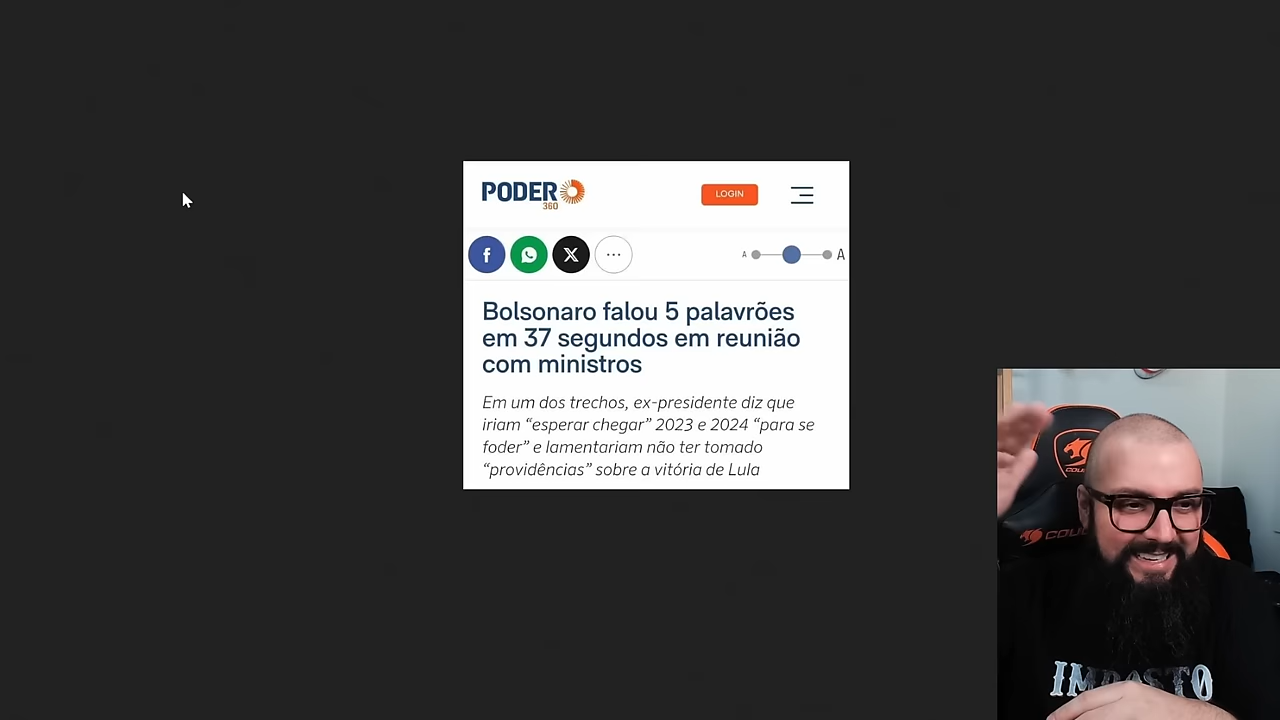 PODER
360
LOGIN
A A
Bolsonaro falou 5 palavrões
em 37 segundos em reunião
com ministros
Em um dos trechos, ex-presidente diz que
iriam “esperar chegar” 2023 e 2024 “para se
foder” e lamentariam não ter tomado
“providências” sobre a vitória de Lula